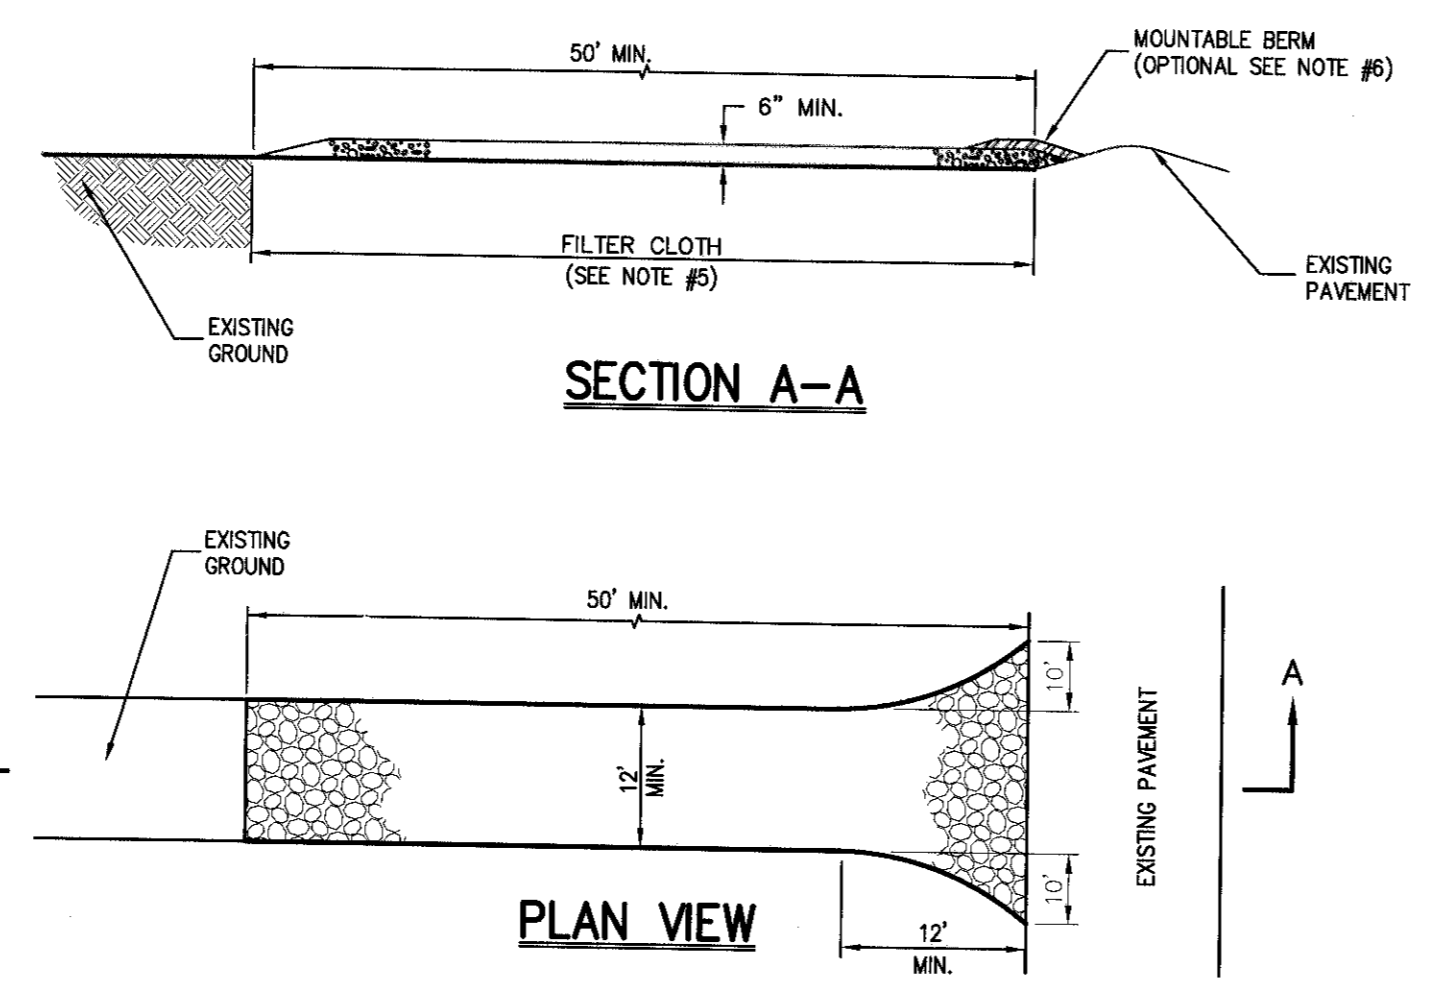 50' MIN.
MOUNTABLE BERM
(OPTIONAL SEE NOTE #6)
6" MIN.
FILTER CLOTH
(SEE NOTE #5)
EXISTING
PAVEMENT
EXISTING
GROUND
SECTION A-A
EXISTING
GROUND
50' MIN.
10'
A
12'
MIN.
EXISTING PAVEMENT
10'
PLAN VIEW
12'
MIN.